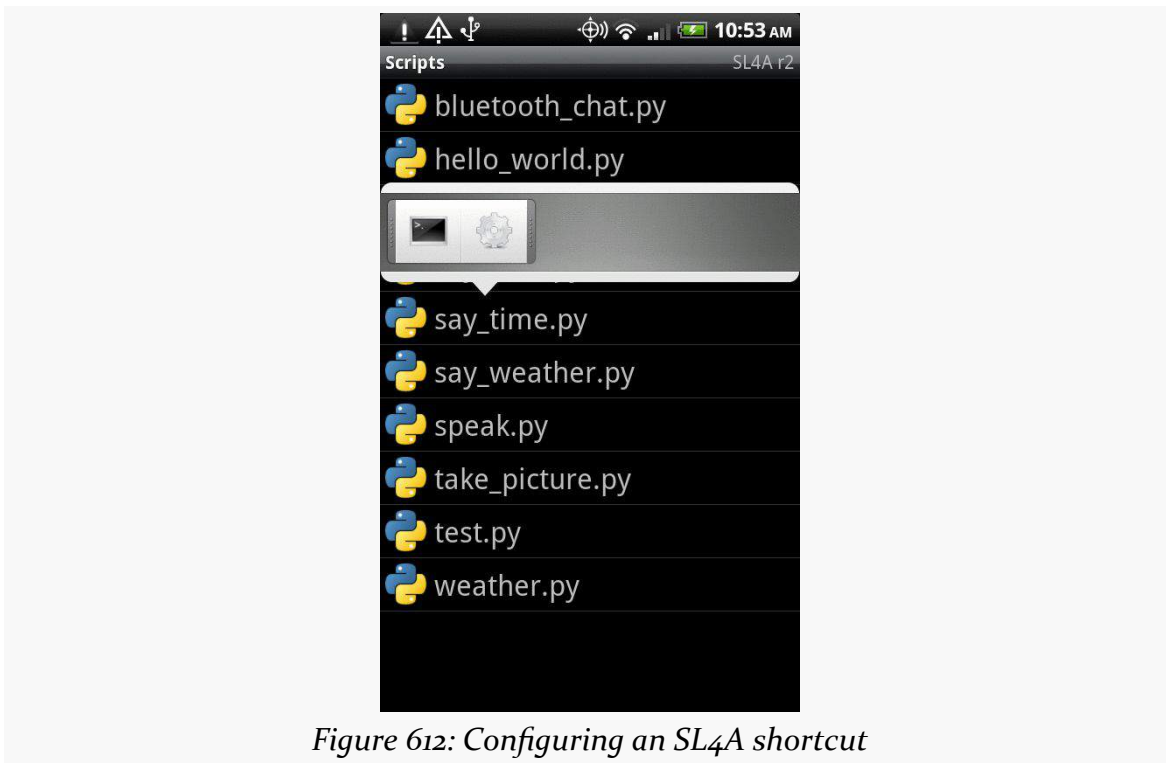 10:53 AM
Scripts SL4A r2
bluetooth_chat.py
hello_world.py
>.
say_time.py
say_weather.py
speak.py
take_picture.py
test.py
weather.py
Figure 612: Configuring an SL4A shortcut